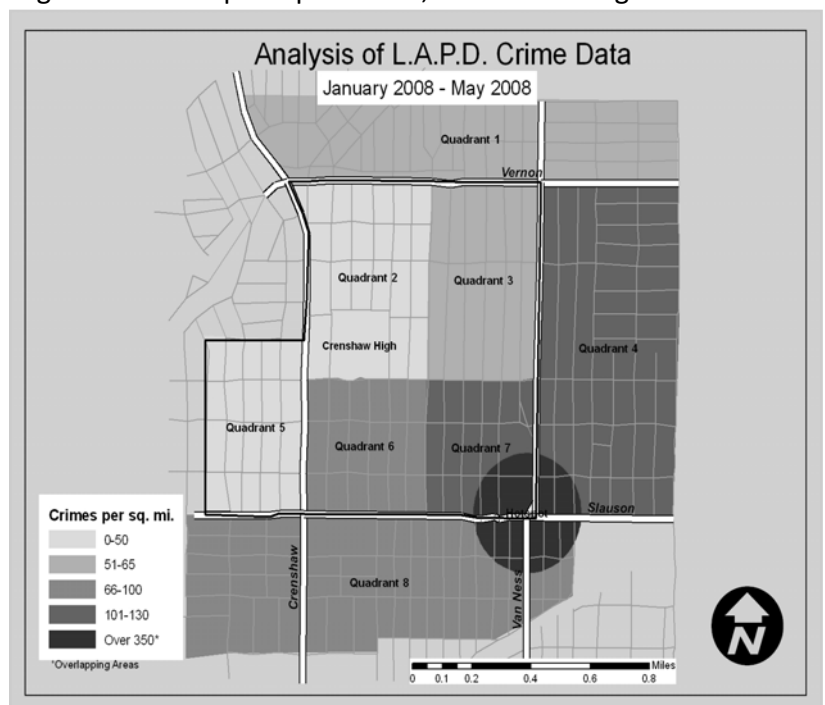 Analysis of L.A.P.D. Crime Data
January 2008 - May 2008
Quadrant 1
Vernon
Quadrant 2
Quadrant 3
Crenshaw High
Quadrant 4
Quadrant 5
Quadrant 6
Quadrant 7
Hotspot
Slauson
Crimes per sq. mi.
0-50
51-65
66-100
101-130
Over 350*
*Overlapping Areas
Crenshaw
Quadrant 8
Van Ness
N
Miles
0 0.1 0.2 0.4 0.6 0.8